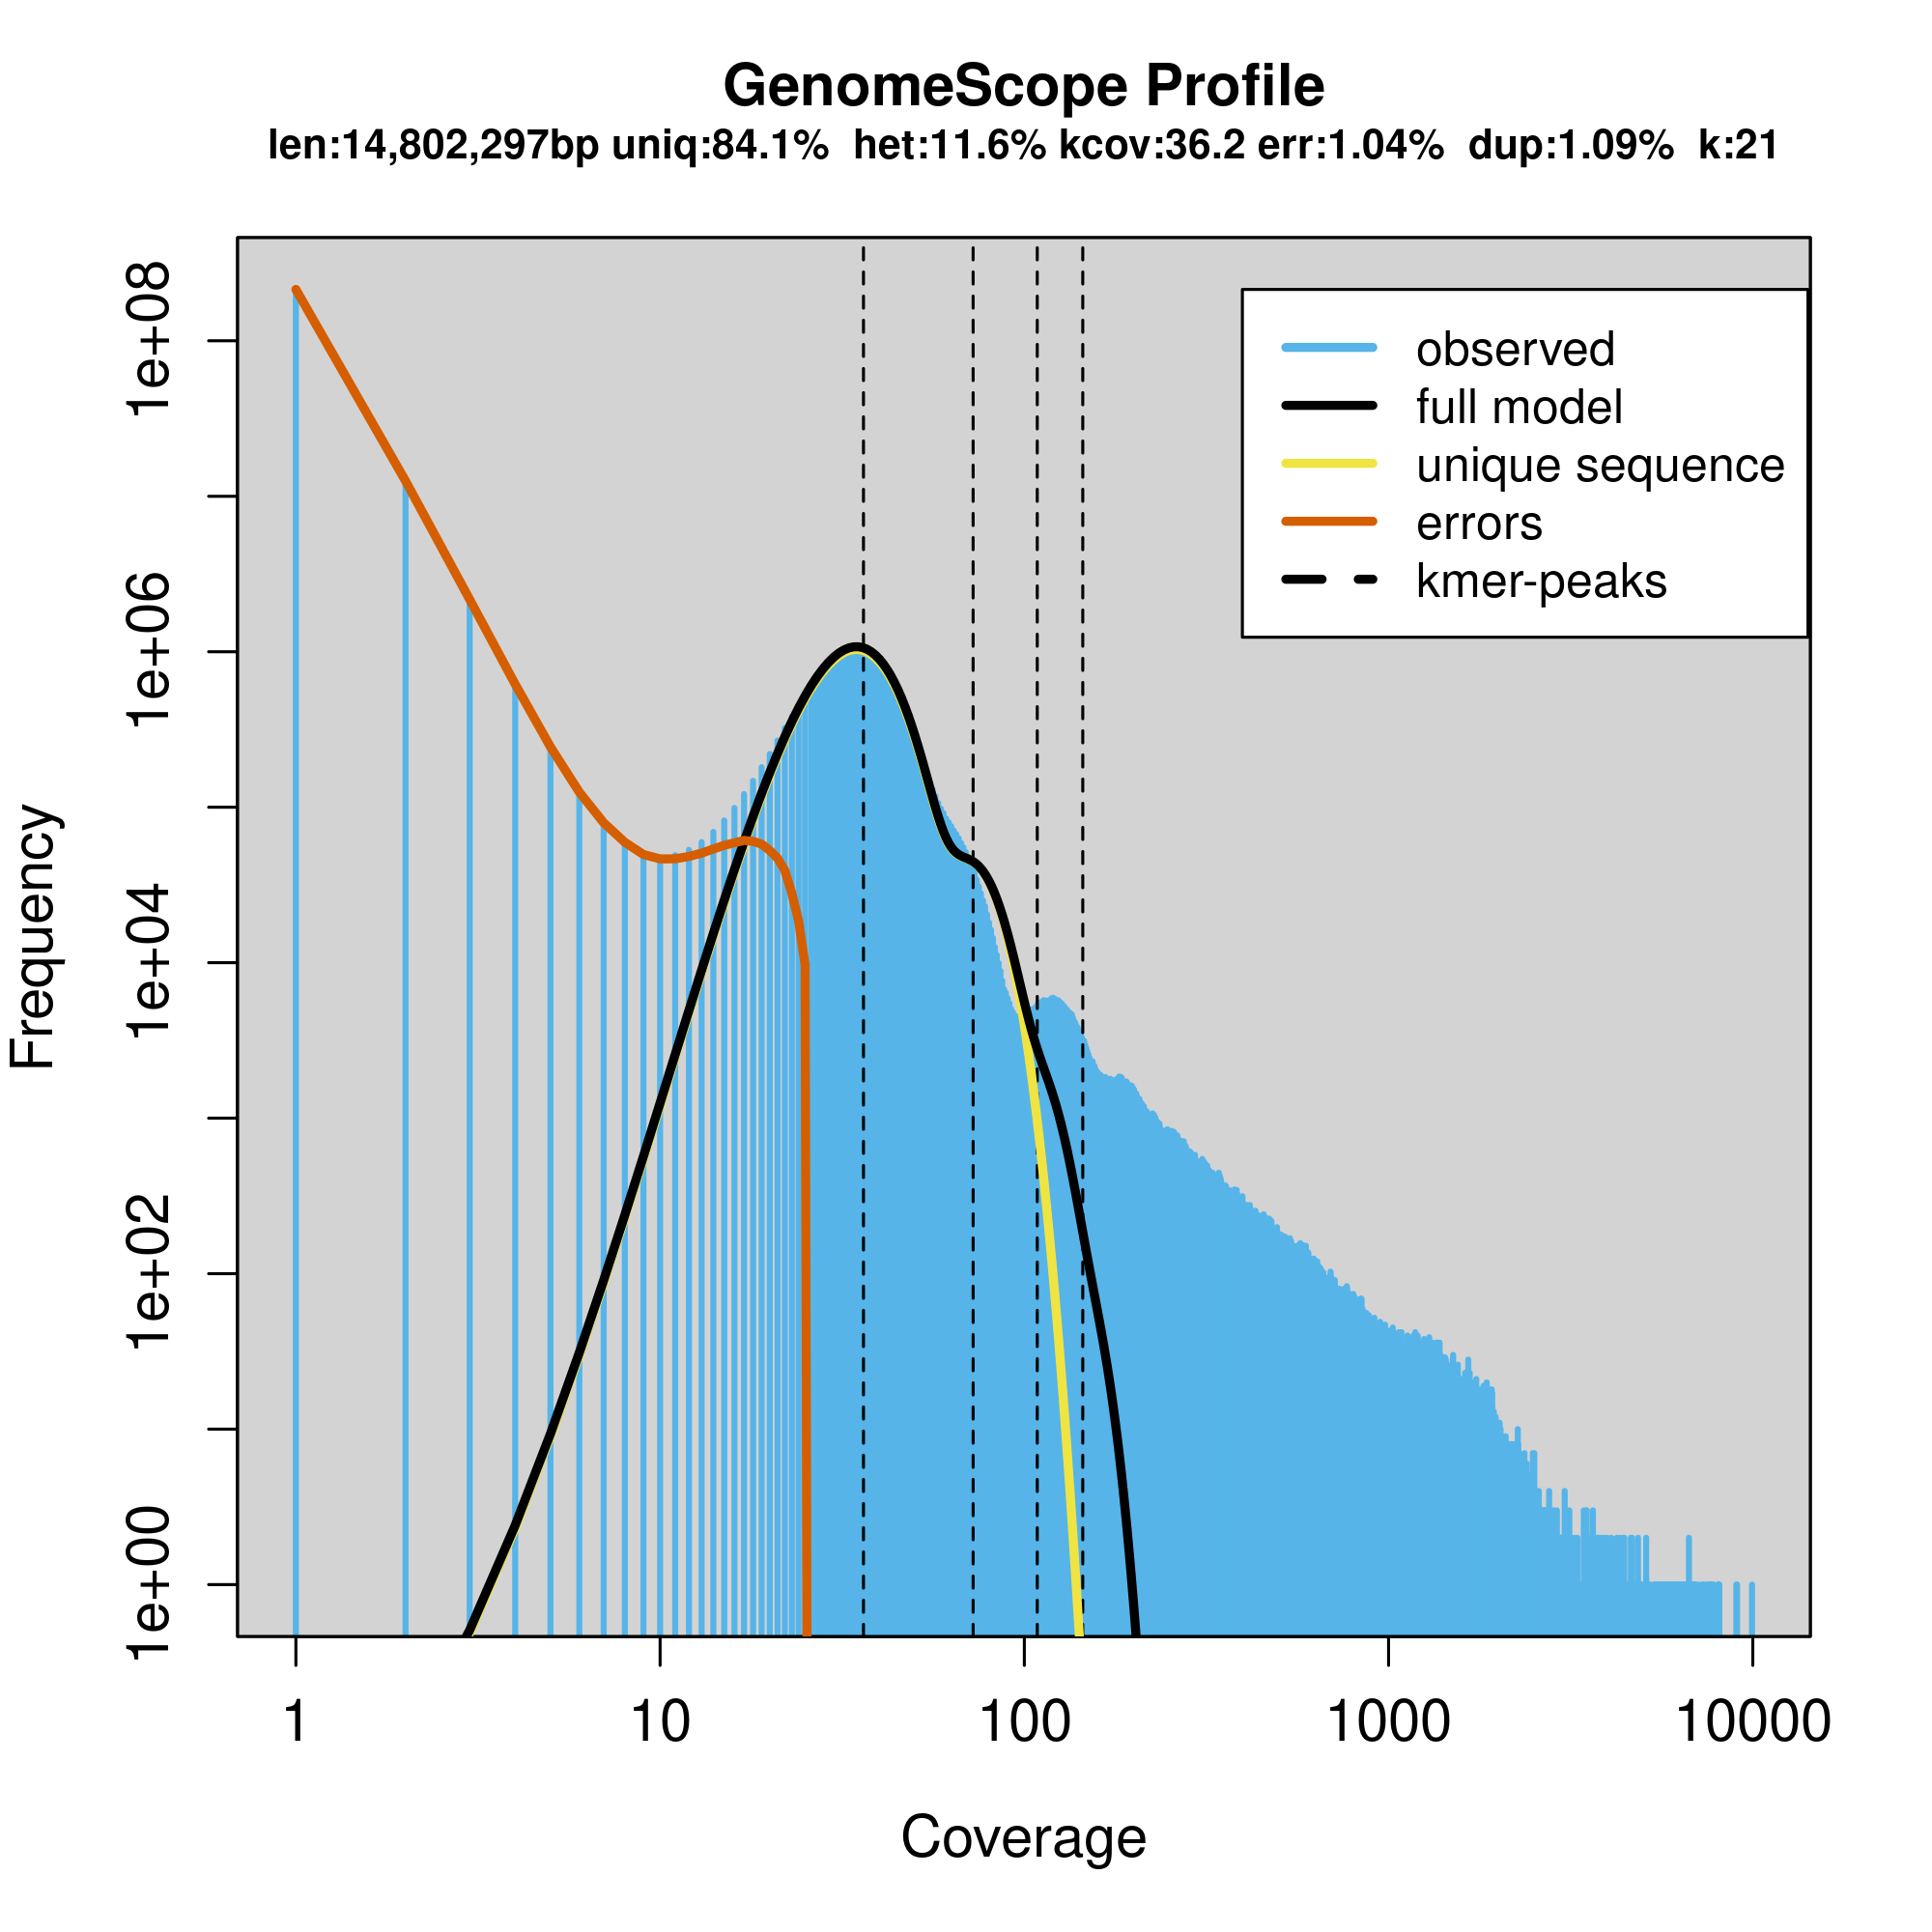 GenomeScope Profile
len:14,802,297bp uniq:84.1% het:11.6% kcov:36.2 err:1.04% dup:1.09% k:21
observed
full model
unique sequence
errors
kmer-peaks
Frequency
1e+08
1e+06
1e+04
1e+02
1e+00
1 10 100 1000 10000
Coverage